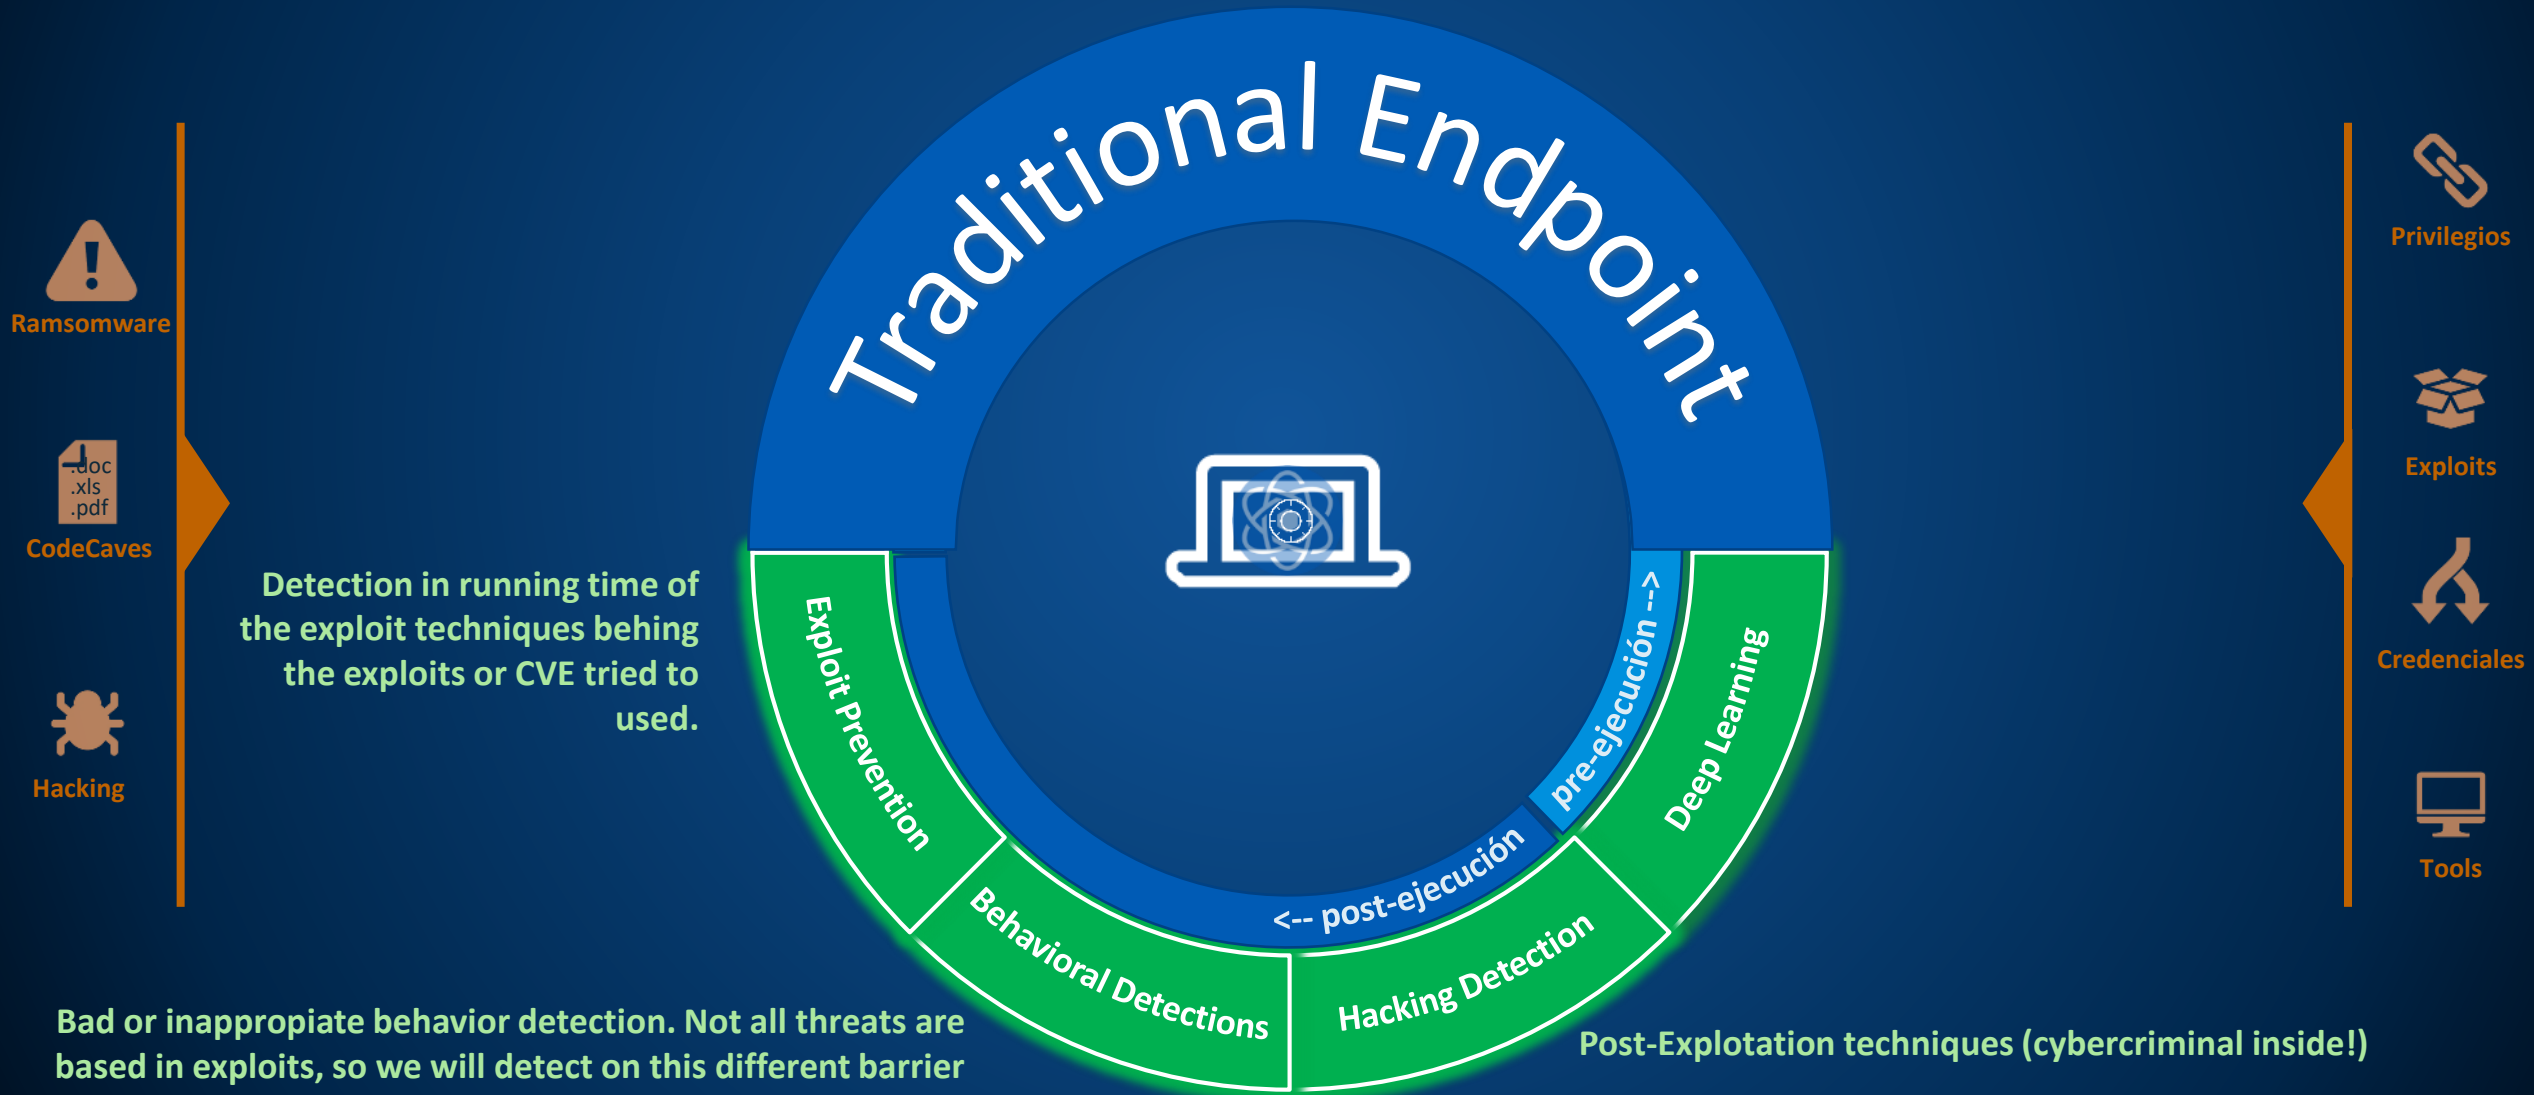 Traditional Endpoint
Ramsomware
.doc
.xls
.pdf
CodeCaves
Hacking
Detection in running time of
the exploit techniques behing
the exploits or CVE tried to
used.
Exploit Prevention
Behavioral Detections
Hacking Detection
Deep Learning
pre-ejecución -->
<-- post-ejecución
Bad or inappropiate behavior detection. Not all threats are
based in exploits, so we will detect on this different barrier
Post-Explotation techniques (cybercriminal inside!)
Privilegios
Exploits
Credenciales
Tools